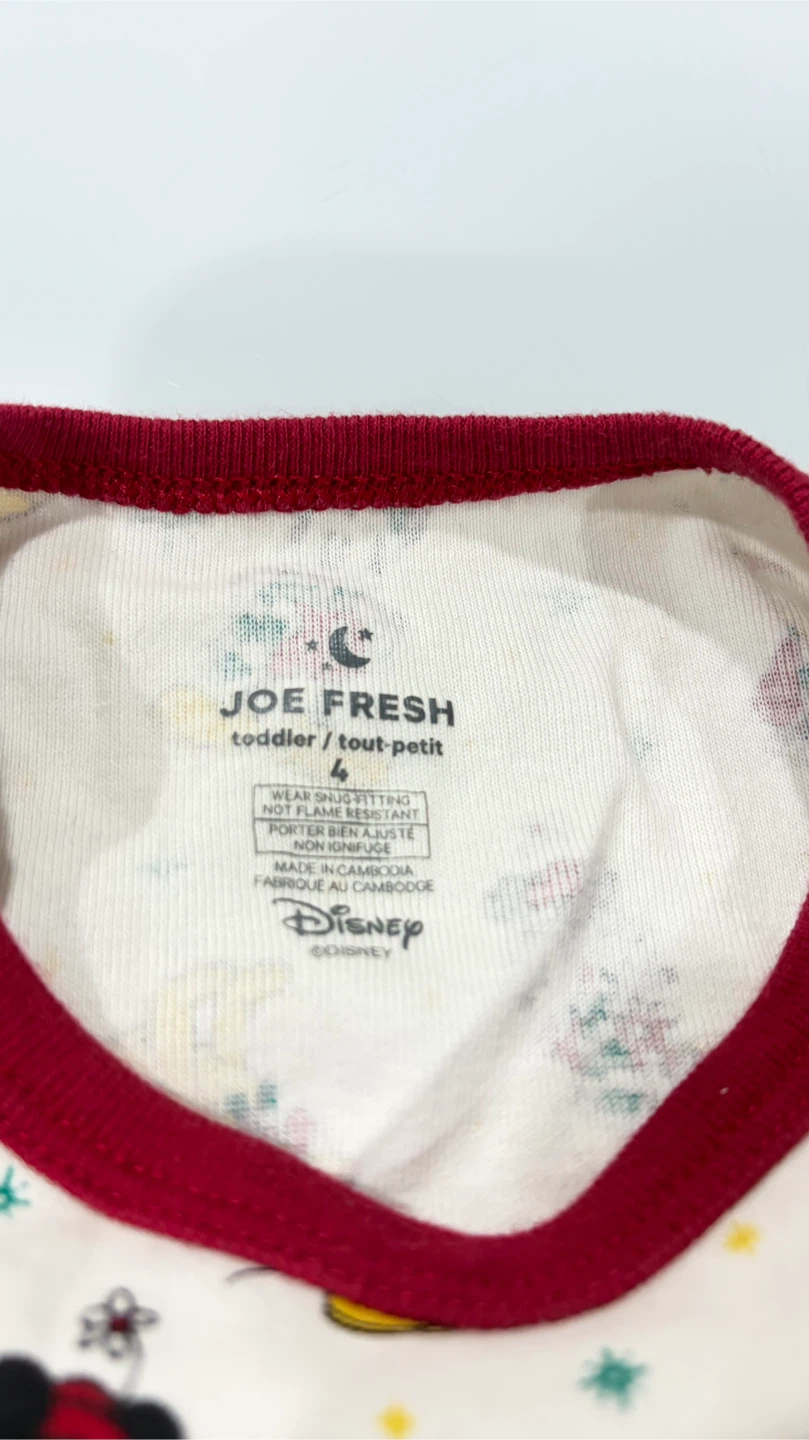 JOE FRESH
toddler / tout-petit
4
WEAR SNUG-FITTING
NOT FLAME RESISTANT
PORTER BIEN AJUSTÉ
NON IGNIFUGE
MADE IN CAMBODIA
FABRIQUÉ AU CAMBODGE
Disney
©DISNEY